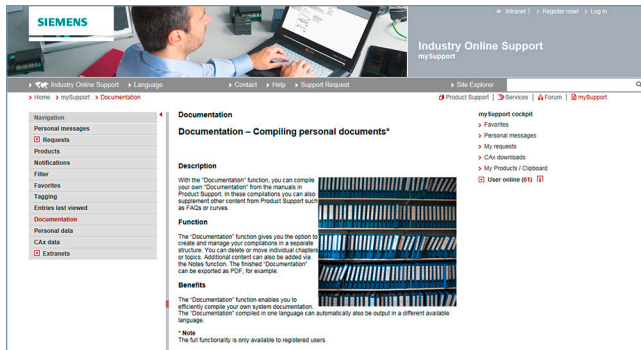 Intranet | Register now! Log in
SIEMENS
Industry Online Support
mySupport
Industry Online Support Language Contact Help Support Request Site Explorer
Home mySupport Documentation Product Support | Services | Forum | mySupport
Navigation
Personal messages
Requests
Products
Notifications
Filter
Favorites
Tagging
Entries last viewed
Documentation
Personal data
CAx data
Extranets
Documentation
Documentation – Compiling personal documents*
Description
With the "Documentation" function, you can compile
your own "Documentation" from the manuals in
Product Support. In these compilations you can also
supplement other content from Product Support such
as FAQs or curves.
Function
The "Documentation" function gives you the option to
create and manage your compilations in a separate
structure. You can delete or move individual chapters
or topics. Additional content can also be added via
the Notes function. The finished "Documentation"
can be exported as PDF, for example.
Benefits
The "Documentation" function enables you to
efficiently compile your own system documentation.
The "Documentation" compiled in one language can automatically also be output in a different available
language.
* Note
The full functionality is only available to registered users.
mySupport cockpit
Favorites
Personal messages
My requests
CAx downloads
My Products / Clipboard
User online (61)